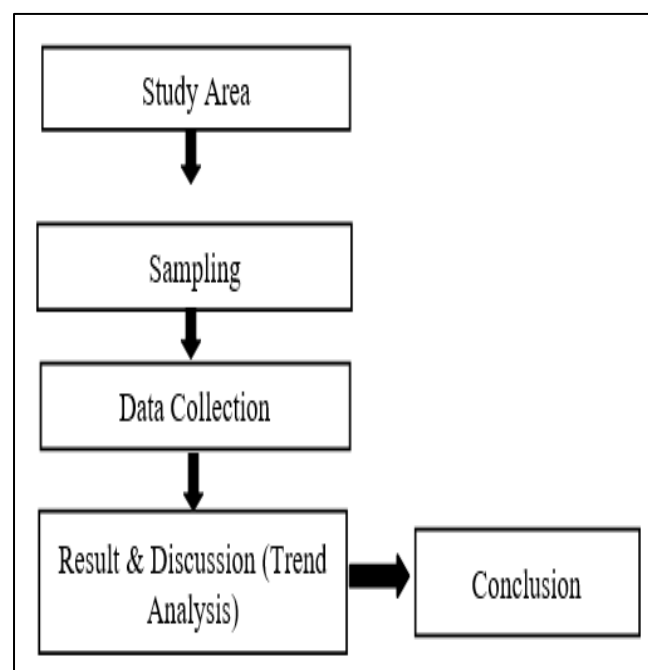 Study Area
Sampling
Data Collection
Result & Discussion (Trend
Analysis)
Conclusion